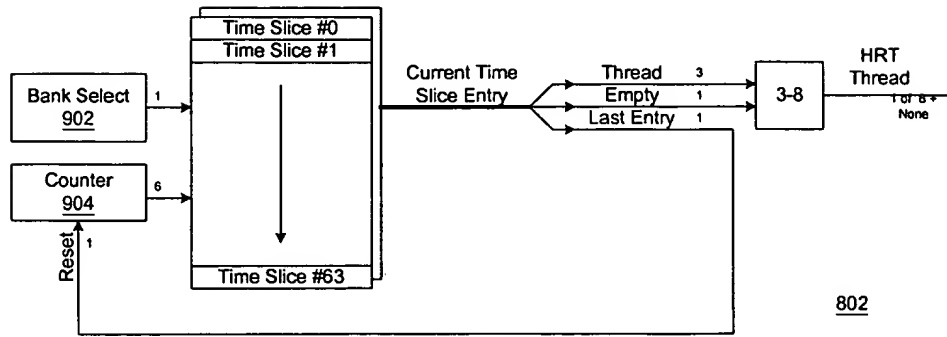 Time Slice #0
Time Slice #1
Bank Select
902
1
Counter
904
6
Reset
1
Time Slice #63
Current Time
Slice Entry
Thread 3
Empty 1
Last Entry 1
3-8
HRT
Thread
1 of 8 +
None
802